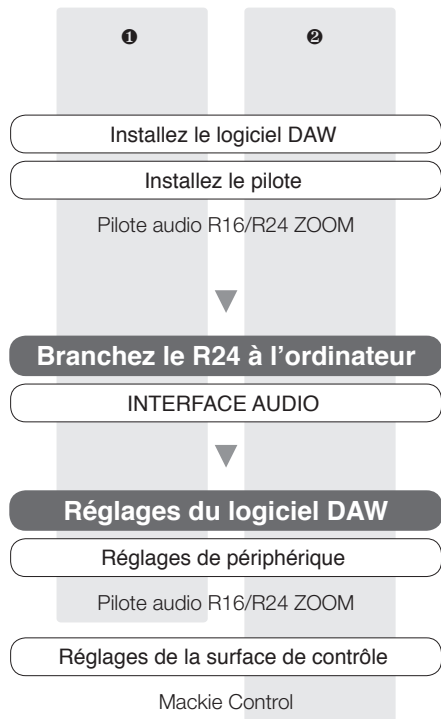 ❶ ❷
Installez le logiciel DAW
Installez le pilote
Pilote audio R16/R24 ZOOM
Branchez le R24 à l'ordinateur
INTERFACE AUDIO
Réglages du logiciel DAW
Réglages de périphérique
Pilote audio R16/R24 ZOOM
Réglages de la surface de contrôle
Mackie Control